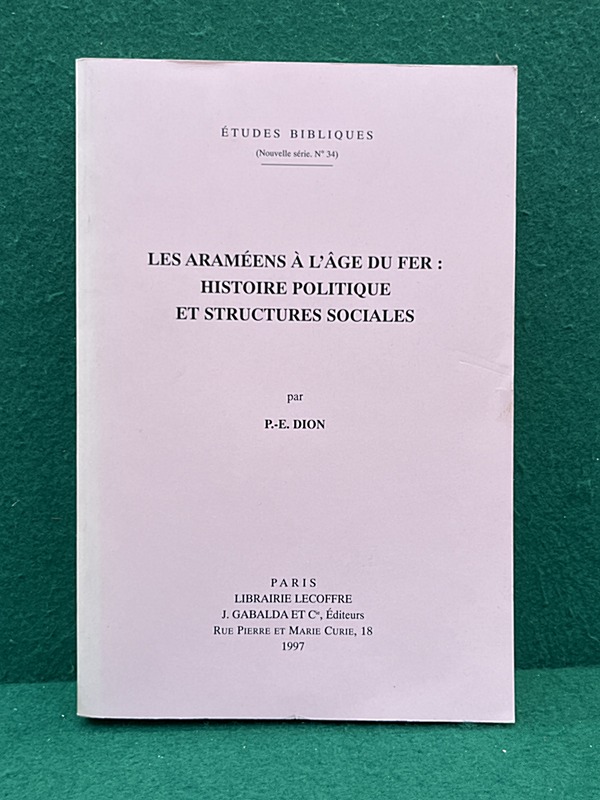 ÉTUDES BIBLIQUES
(Nouvelle série. N° 34)
LES ARAMÉENS À L'ÂGE DU FER :
HISTOIRE POLITIQUE
ET STRUCTURES SOCIALES
par
P.-E. DION
PARIS
LIBRAIRIE LECOFFRE
J. GABALDA ET Cie, Éditeurs
RUE PIERRE ET MARIE CURIE, 18
1997